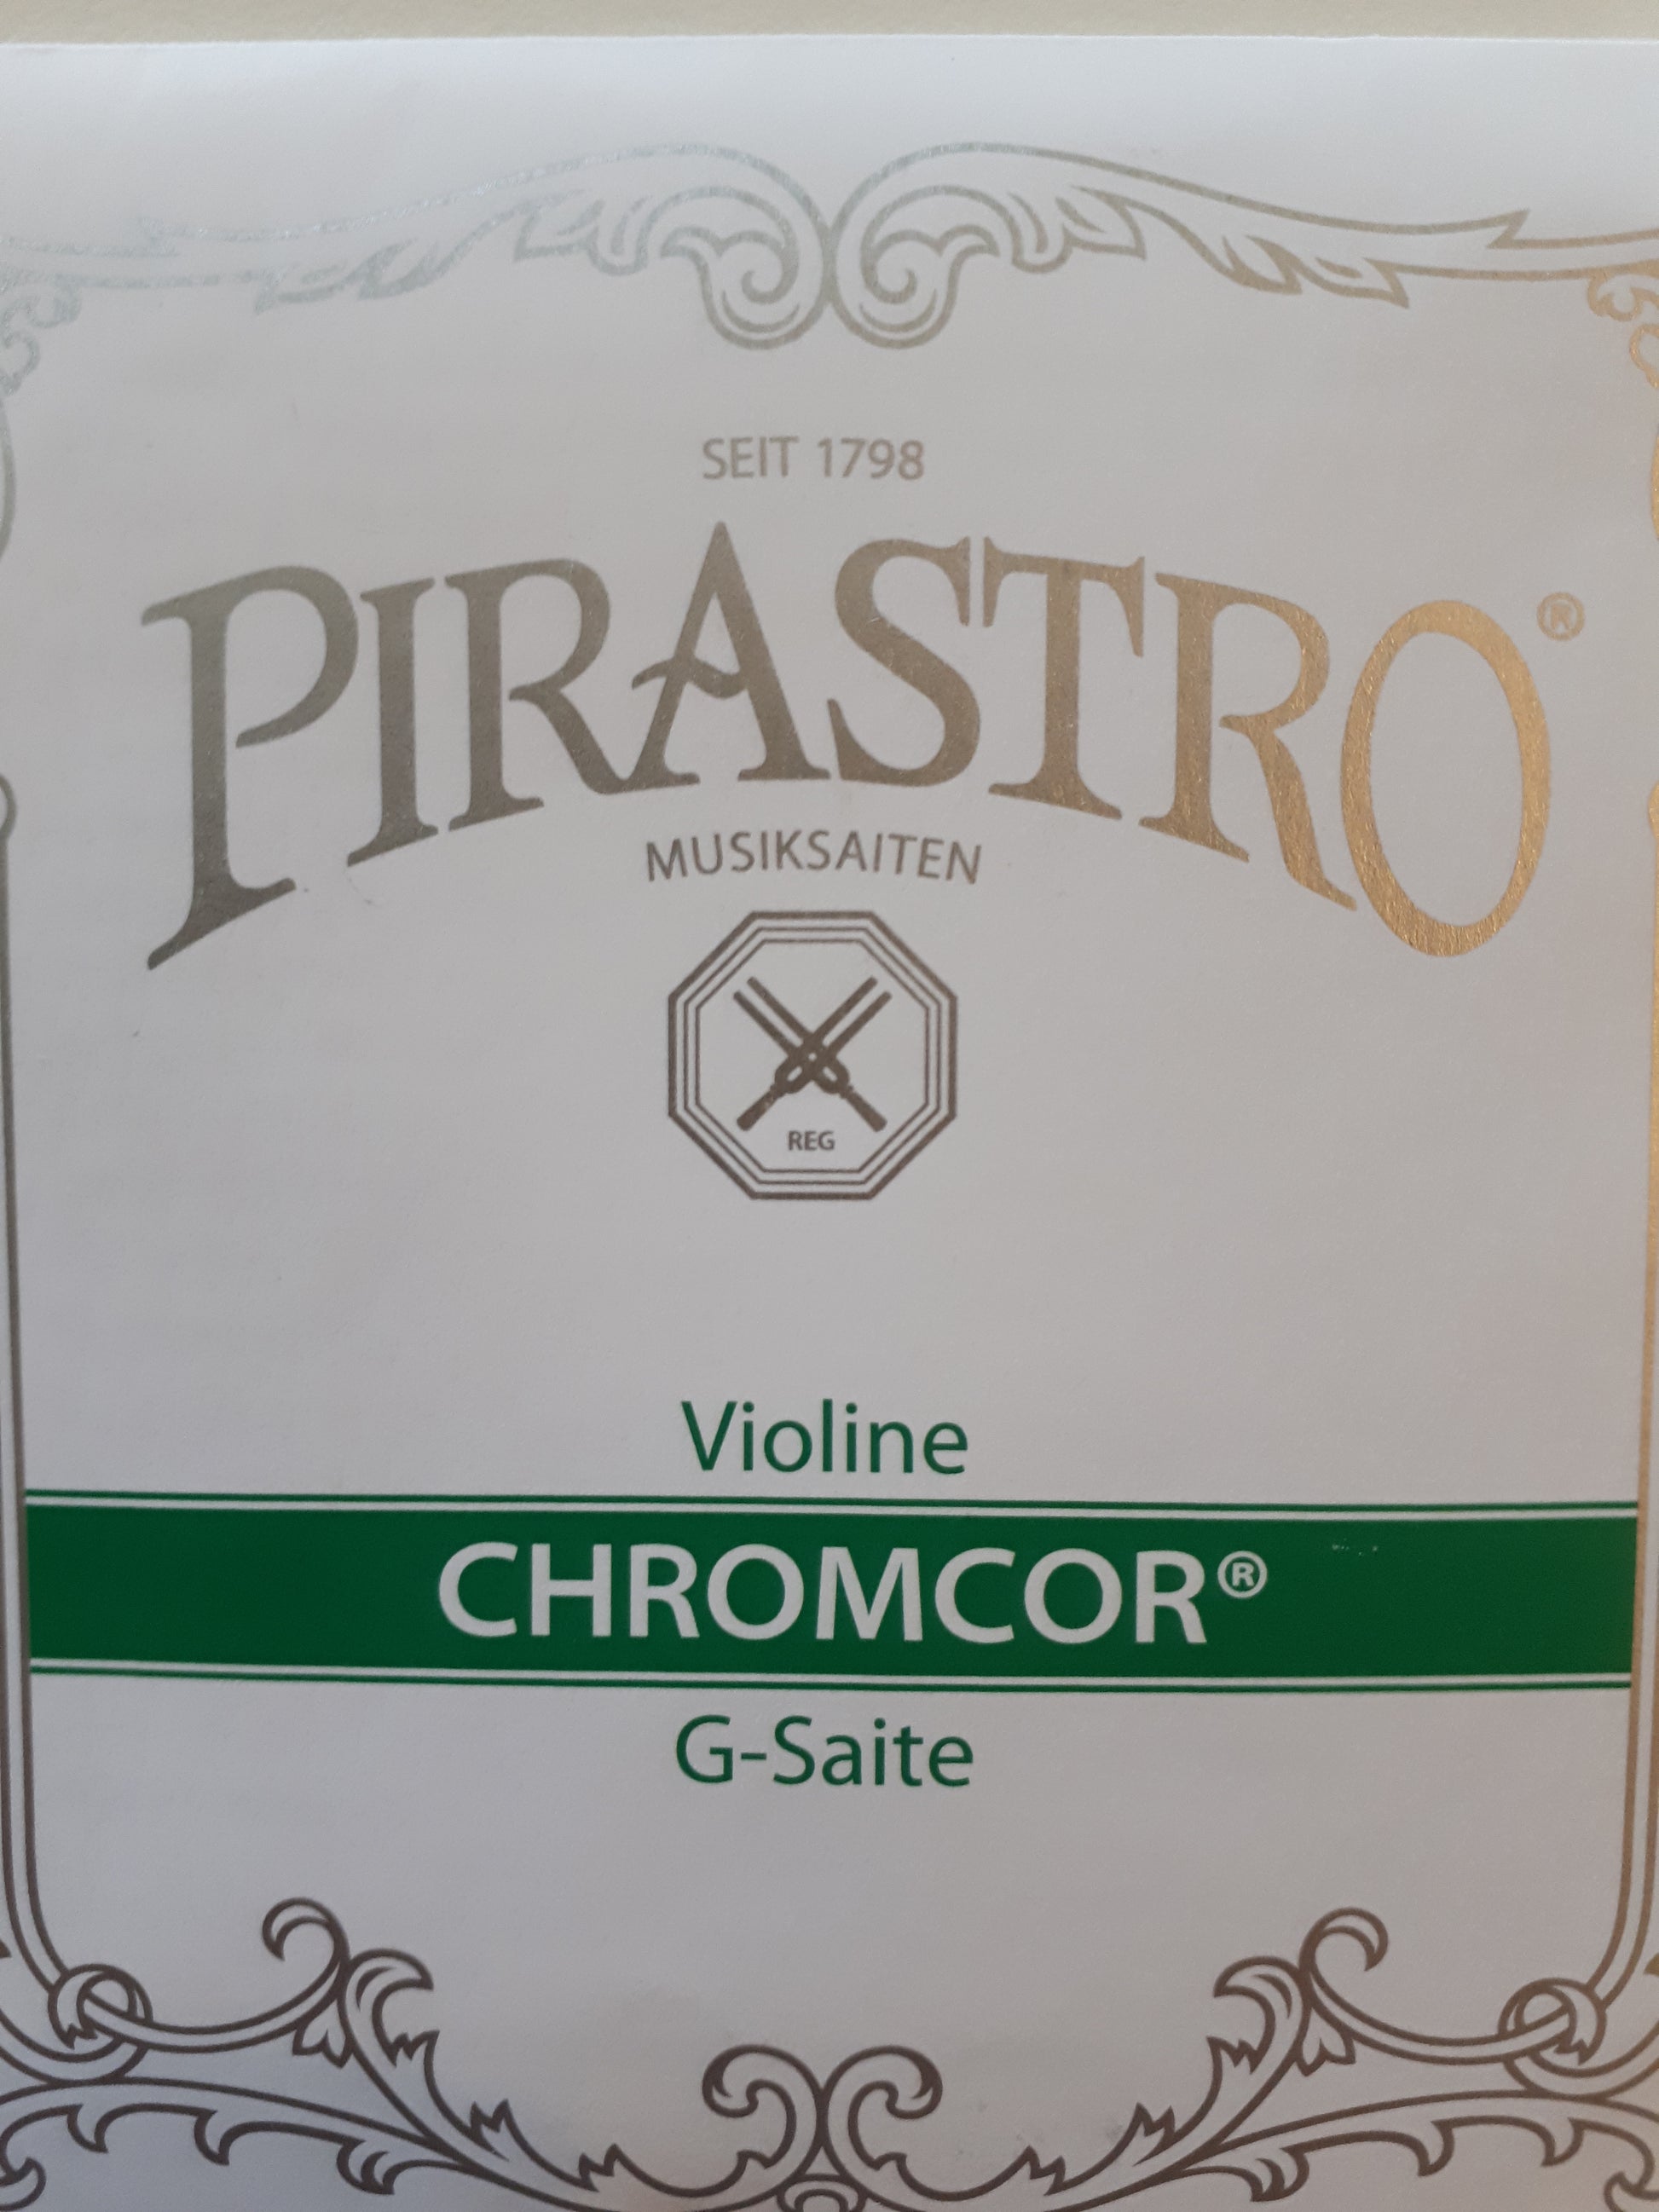 SEIT 1798
PIRASTRO®
MUSIKSAITEN
REG
Violine
CHROMCOR®
G-Saite